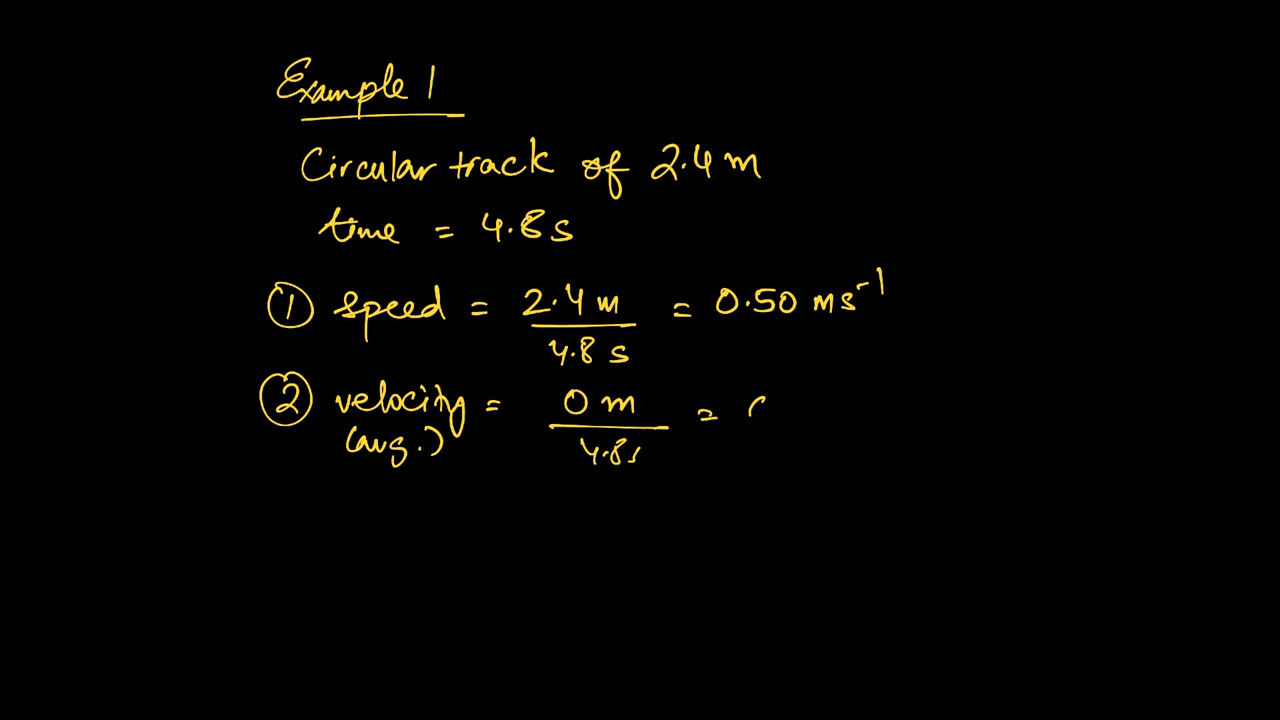 Example 1
Circular track of 2.4 m
time = 4.8 s
① speed = 2.4 m / 4.8 s = 0.50 ms⁻¹
② velocity (avg.) = 0 m / 4.8s =